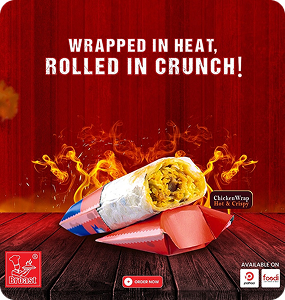 WRAPPED IN HEAT,
ROLLED IN CRUNCH!
ChickenWrap
Hot & Crispy
Broast
ORDER NOW
AVAILABLE ON
foodi